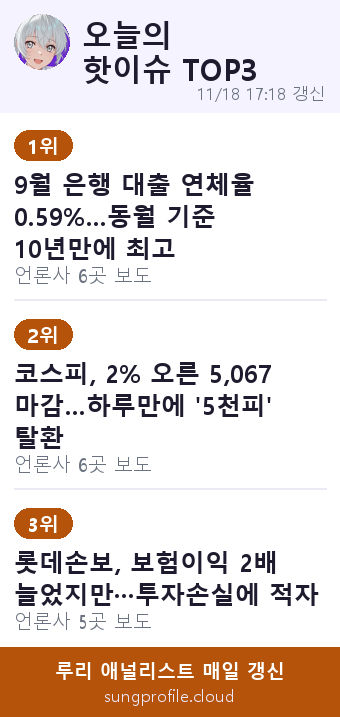 오늘의
핫이슈 TOP3
11/18 17:18 갱신
1위
9월 은행 대출 연체율
0.59%...동월 기준
10년만에 최고
언론사 6곳 보도
2위
코스피, 2% 오른 5,067
마감...하루만에 '5천피'
탈환
언론사 6곳 보도
3위
롯데손보, 보험이익 2배
늘었지만…투자손실에 적자
언론사 5곳 보도
루리 애널리스트 매일 갱신
sungprofile.cloud